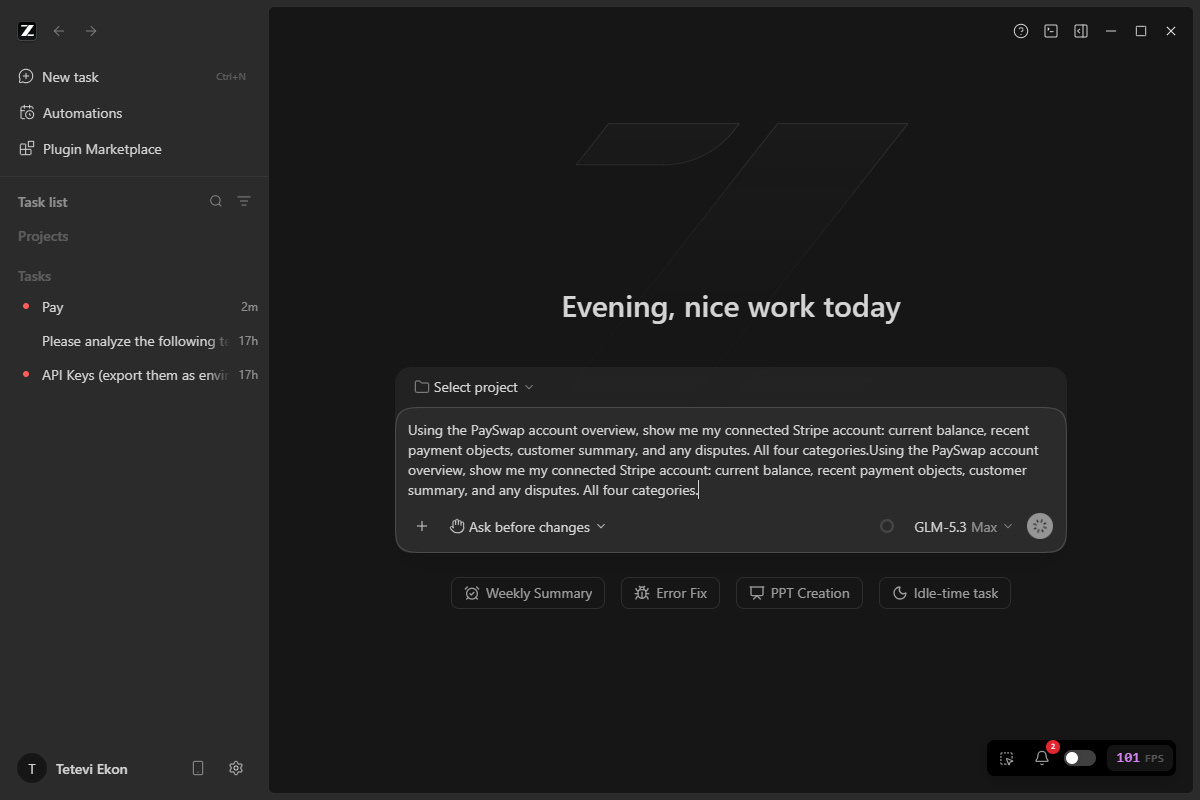 New task
Ctrl+N
Automations
Plugin Marketplace
Task list
Projects
Tasks
Pay 2m
Please analyze the following 17h
API Keys (export them as envi 17h
Tetevi Ekon
T
Evening, nice work today
Select project
Using the PaySwap account overview, show me my connected Stripe account: current balance, recent
payment objects, customer summary, and any disputes. All four categories.Using the PaySwap account
overview, show me my connected Stripe account: current balance, recent payment objects, customer
summary, and any disputes. All four categories.
Ask before changes
GLM-5.3 Max
Weekly Summary
Error Fix
PPT Creation
Idle-time task
2
101 FPS